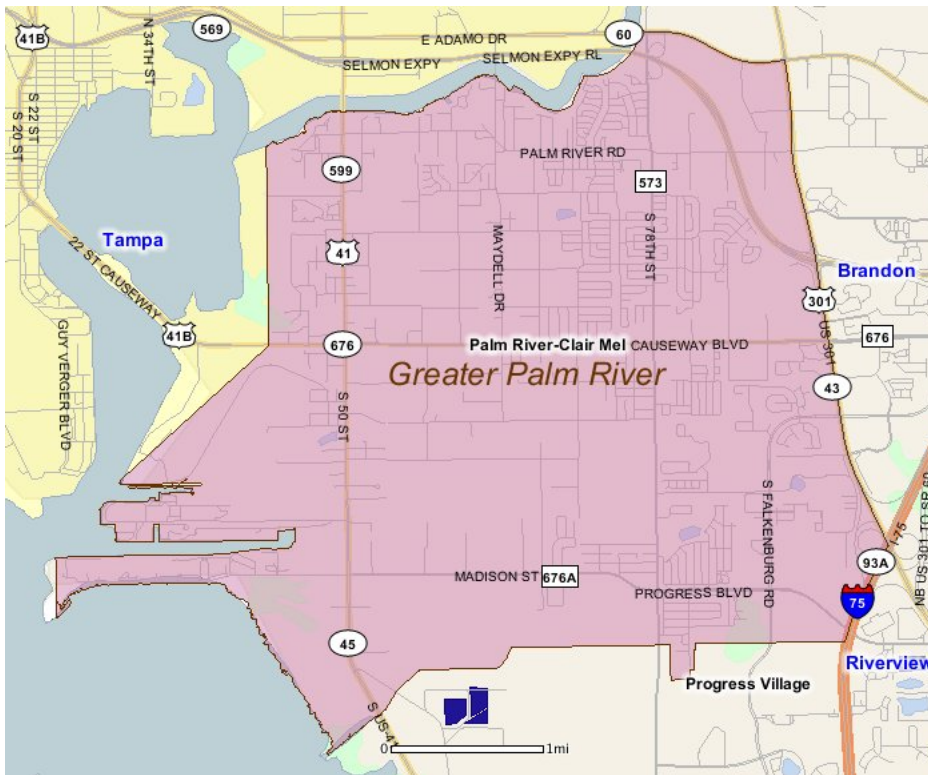 41B
N 34TH ST
569
E ADAMO DR
60
SELMON EXPY
SELMON EXPY RL
S 22 ST
S 20 ST
599
PALM RIVER RD
573
Tampa
41
MAYDELL DR
S 78TH ST
22 ST CAUSEWAY
Brandon
301
US 301
41B
676
Palm River-Clair Mel
CAUSEWAY BLVD
676
GUY VERGER BLVD
Greater Palm River
43
S 50 ST
S FALKENBURG RD
I-75
93A
MADISON ST
676A
PROGRESS BLVD
75
45
Riverview
Progress Village
S US-41
0
1mi